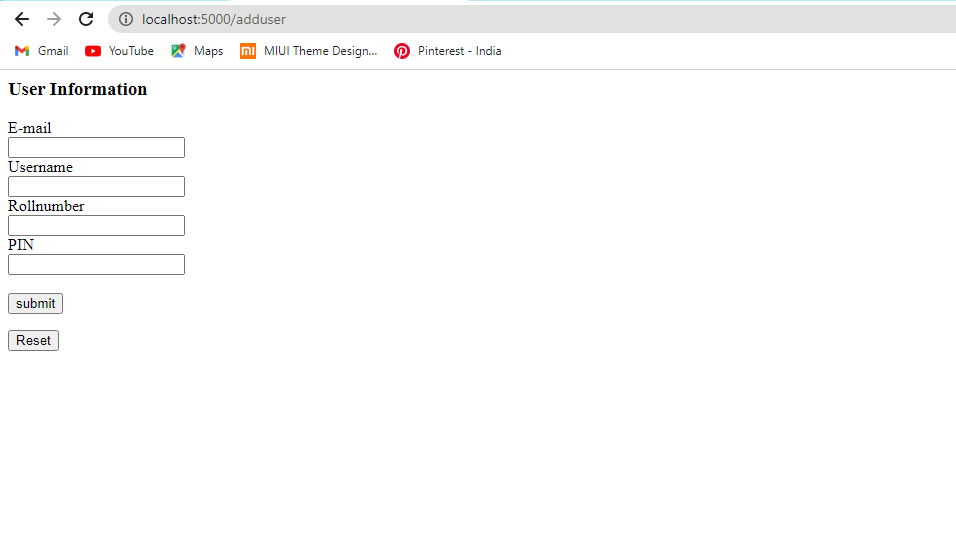 localhost:5000/adduser
Gmail YouTube Maps MIUI Theme Design... Pinterest - India
User Information
E-mail
Username
Rollnumber
PIN
submit
Reset